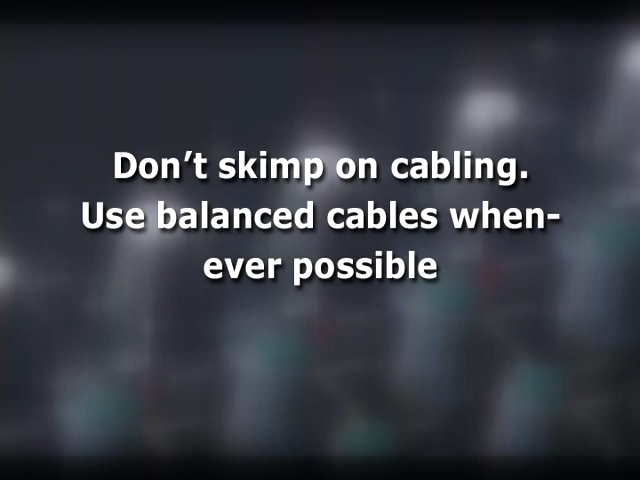 Don’t skimp on cabling.
Use balanced cables when-
ever possible